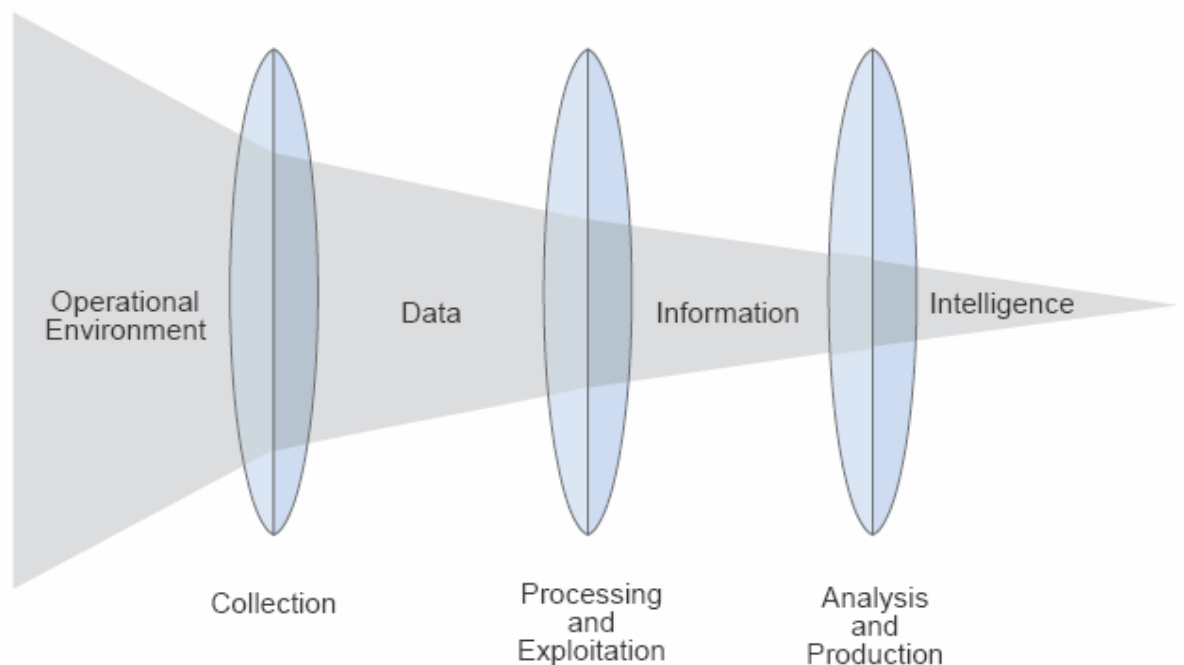 Operational
Environment
Data
Information
Intelligence
Collection
Processing
and
Exploitation
Analysis
and
Production